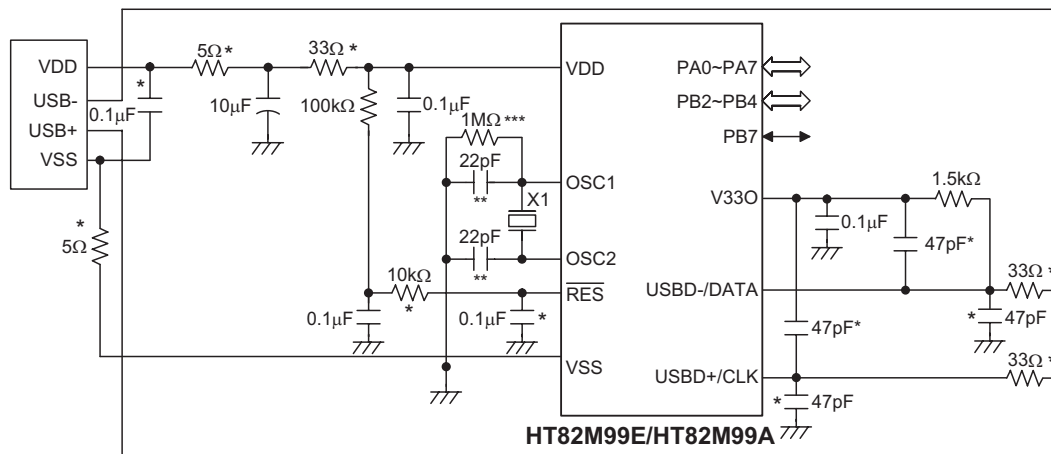 VDD
USB-
USB+
VSS
*
0.1μF
5Ω*
10μF
33Ω *
100kΩ
0.1μF
1MΩ ***
22pF
**
X1
22pF
**
10kΩ
*
0.1μF
0.1μF
*
*
5Ω
VDD
OSC1
OSC2
RES
VSS
PA0~PA7
PB2~PB4
PB7
V33O
USBD-/DATA
USBD+/CLK
1.5kΩ
0.1μF
47pF*
33Ω *
*
47pF
47pF*
33Ω *
*
47pF
HT82M99E/HT82M99A